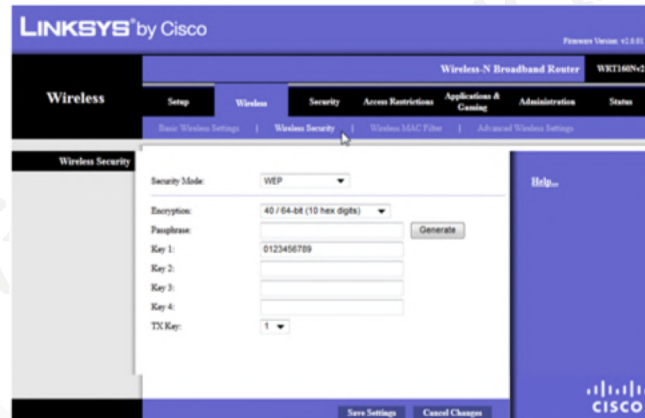 LINKSYS® by Cisco
Firmware Version: v2.0.01
Wireless-N Broadband Router WRT160Nv2
Wireless
Setup Wireless Security Access Restrictions Applications & Gaming Administration Status
Basic Wireless Settings | Wireless Security | Wireless MAC Filter | Advanced Wireless Settings
Wireless Security
Security Mode: WEP
Help...
Encryption: 40 / 64-bit (10 hex digits)
Passphrase: Generate
Key 1: 0123456789
Key 2:
Key 3:
Key 4:
TX Key: 1
Save Settings Cancel Changes
CISCO